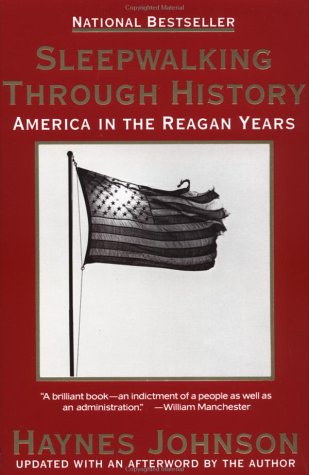 NATIONAL BESTSELLER
SLEEPWALKING
THROUGH HISTORY
AMERICA IN THE REAGAN YEARS
"A brilliant book—an indictment of a people as well as
an administration." —William Manchester
HAYNES JOHNSON
UPDATED WITH AN AFTERWORD BY THE AUTHOR